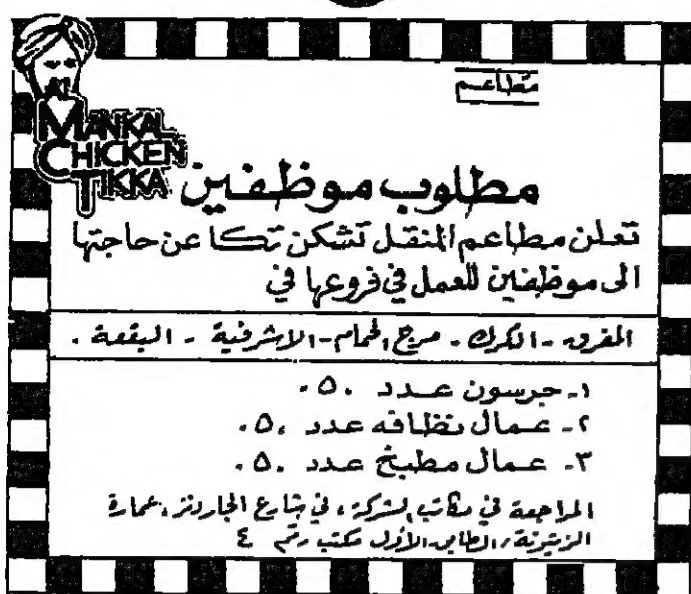 مطاعم
AL
MANKAL
CHICKEN
TIKKA
مطلوب موظفين
تعلن مطاعم المنقل تشكن تكا عن حاجتها
الى موظفين للعمل في فروعها في
المفرق - الكرك - مرج الحمام - الاشرفية - البقعة .
١- جرسون عدد ٥٠.
٢- عمال نظافه عدد ٥٠.
٣- عمال مطبخ عدد ٥٠.
المراجعة في مكاتب الشركة ، في شارع الجاردنز ، عمارة
الزيتونة ، الطابق الأول مكتب رقم ٤